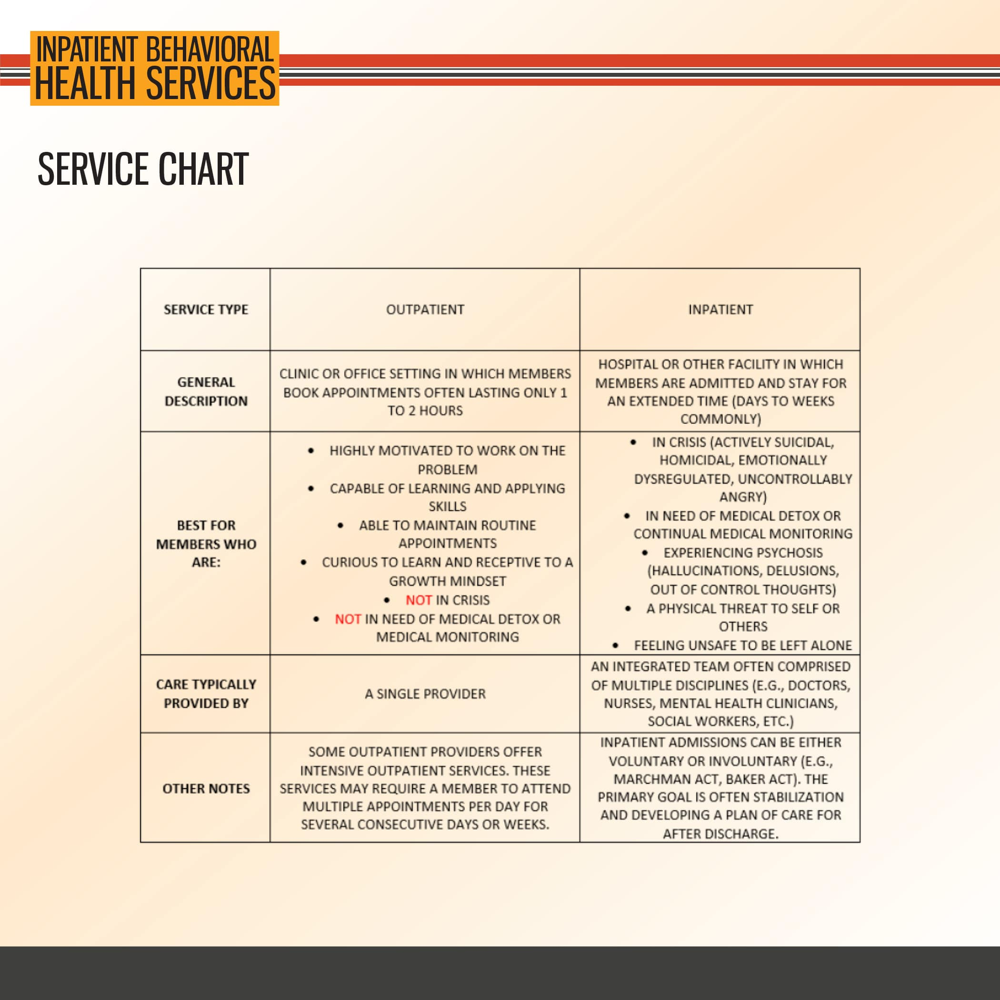 INPATIENT BEHAVIORAL
HEALTH SERVICES
SERVICE CHART
SERVICE TYPE
OUTPATIENT
INPATIENT
GENERAL
DESCRIPTION
CLINIC OR OFFICE SETTING IN WHICH MEMBERS
BOOK APPOINTMENTS OFTEN LASTING ONLY 1
TO 2 HOURS
HOSPITAL OR OTHER FACILITY IN WHICH
MEMBERS ARE ADMITTED AND STAY FOR
AN EXTENDED TIME (DAYS TO WEEKS
COMMONLY)
BEST FOR
MEMBERS WHO
ARE:
• HIGHLY MOTIVATED TO WORK ON THE
PROBLEM
• CAPABLE OF LEARNING AND APPLYING
SKILLS
• ABLE TO MAINTAIN ROUTINE
APPOINTMENTS
• CURIOUS TO LEARN AND RECEPTIVE TO A
GROWTH MINDSET
• NOT IN CRISIS
• NOT IN NEED OF MEDICAL DETOX OR
MEDICAL MONITORING
• IN CRISIS (ACTIVELY SUICIDAL,
HOMICIDAL, EMOTIONALLY
DYSREGULATED, UNCONTROLLABLY
ANGRY)
• IN NEED OF MEDICAL DETOX OR
CONTINUAL MEDICAL MONITORING
• EXPERIENCING PSYCHOSIS
(HALLUCINATIONS, DELUSIONS,
OUT OF CONTROL THOUGHTS)
• A PHYSICAL THREAT TO SELF OR
OTHERS
• FEELING UNSAFE TO BE LEFT ALONE
CARE TYPICALLY
PROVIDED BY
A SINGLE PROVIDER
AN INTEGRATED TEAM OFTEN COMPRISED
OF MULTIPLE DISCIPLINES (E.G., DOCTORS,
NURSES, MENTAL HEALTH CLINICIANS,
SOCIAL WORKERS, ETC.)
OTHER NOTES
SOME OUTPATIENT PROVIDERS OFFER
INTENSIVE OUTPATIENT SERVICES. THESE
SERVICES MAY REQUIRE A MEMBER TO ATTEND
MULTIPLE APPOINTMENTS PER DAY FOR
SEVERAL CONSECUTIVE DAYS OR WEEKS.
INPATIENT ADMISSIONS CAN BE EITHER
VOLUNTARY OR INVOLUNTARY (E.G.,
MARCHMAN ACT, BAKER ACT). THE
PRIMARY GOAL IS OFTEN STABILIZATION
AND DEVELOPING A PLAN OF CARE FOR
AFTER DISCHARGE.